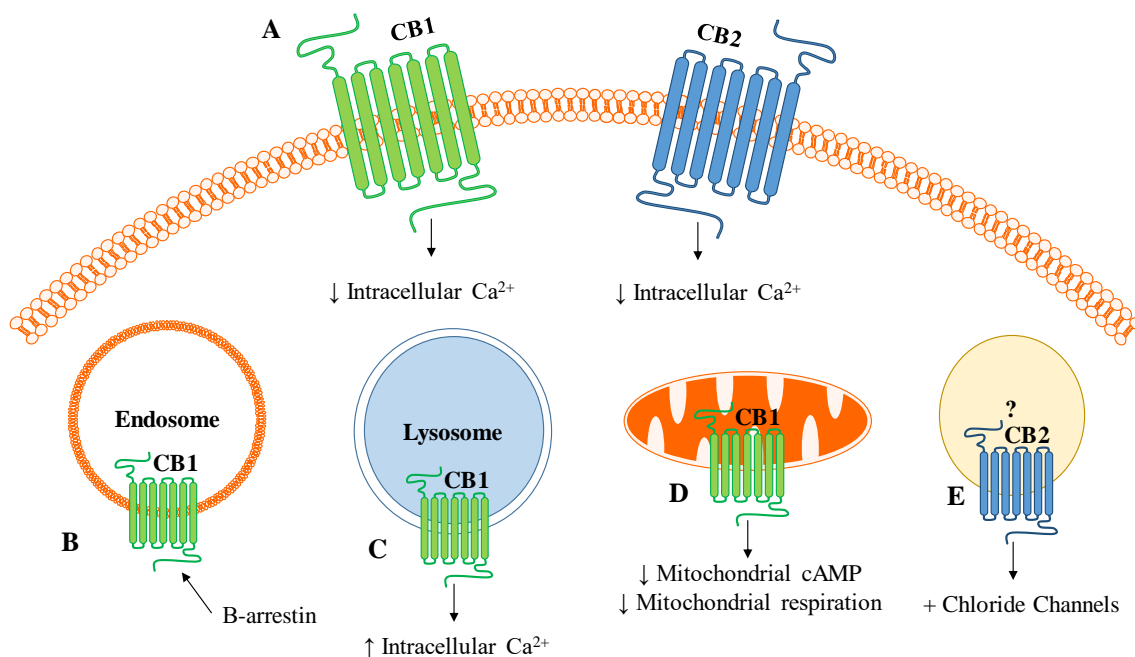 A
CB1
CB2
↓ Intracellular Ca²⁺
↓ Intracellular Ca²⁺
Endosome
CB1
B
B-arrestin
Lysosome
CB1
C
↑ Intracellular Ca²⁺
CB1
D
↓ Mitochondrial cAMP
↓ Mitochondrial respiration
?
CB2
E
+ Chloride Channels